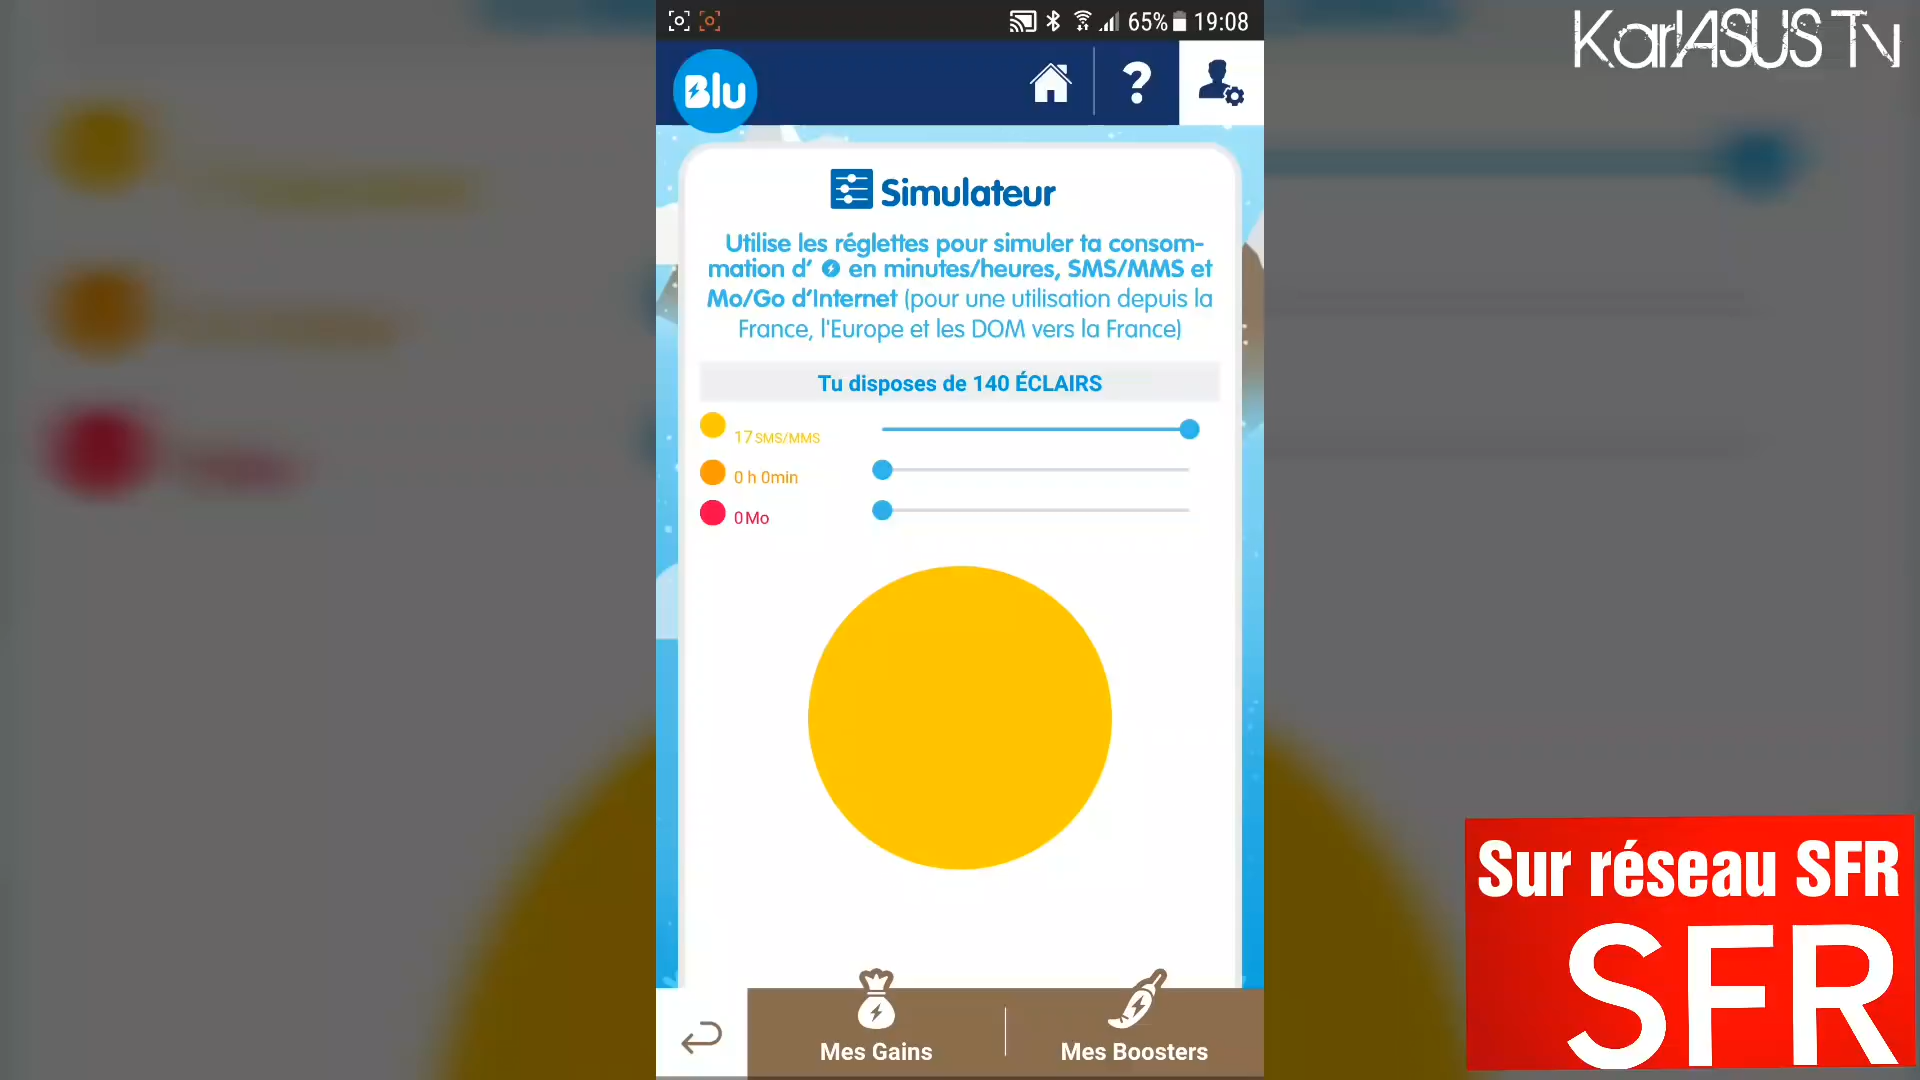 65% 19:08
KarlASUS Tv
Blu
?
Simulateur
Utilise les réglettes pour simuler ta consom-
mation d' en minutes/heures, SMS/MMS et
Mo/Go d'Internet (pour une utilisation depuis la
France, l'Europe et les DOM vers la France)
Tu disposes de 140 ÉCLAIRS
17 SMS/MMS
0 h 0min
0 Mo
Sur réseau SFR
SFR
Mes Gains
Mes Boosters